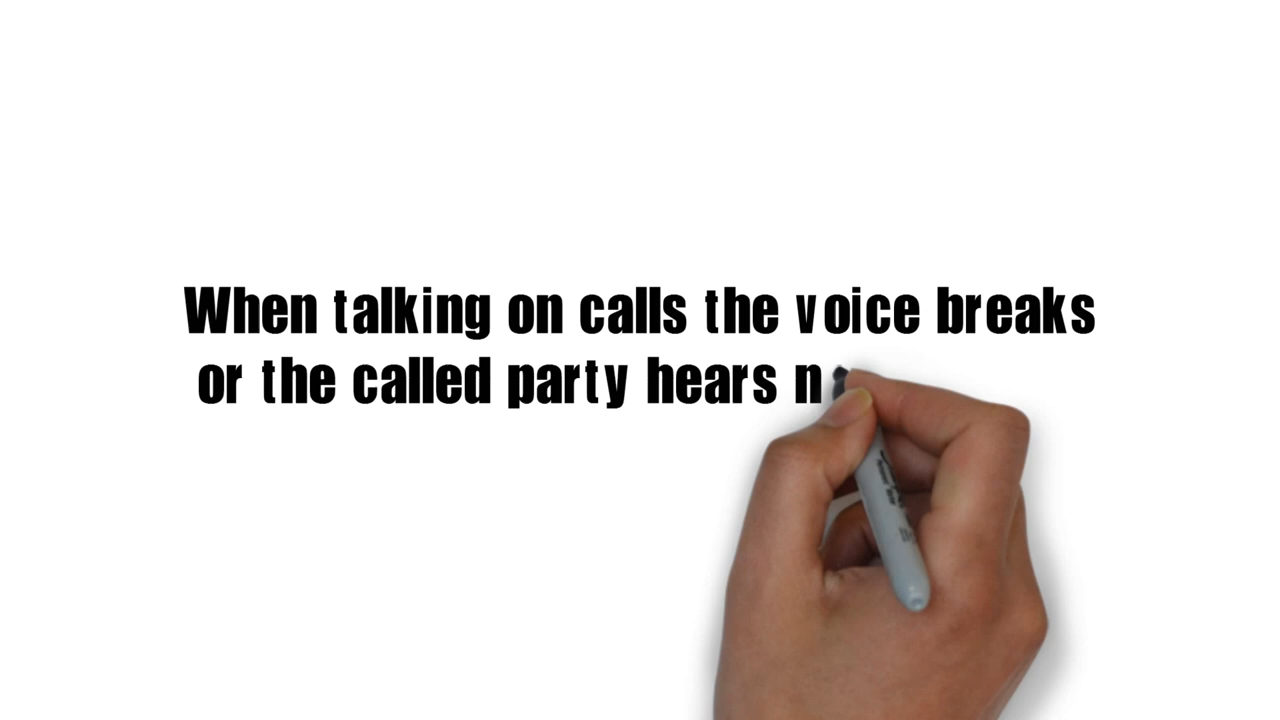 When talking on calls the voice breaks
or the called party hears n